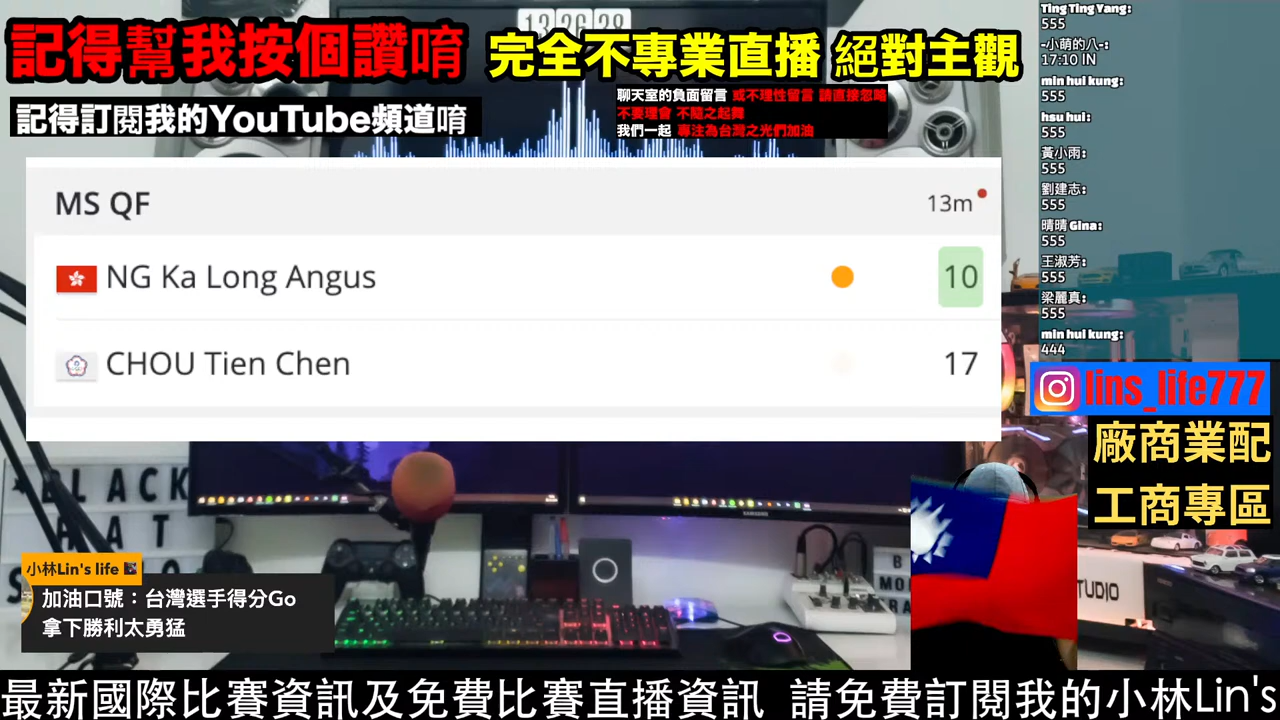 13 26 28
記得幫我按個讚唷
完全不專業直播 絕對主觀
記得訂閱我的YouTube頻道唷
聊天室的負面留言 或不理性留言 請直接忽略
不要理會 不隨之起舞
我們一起 專注為台灣之光們加油
MS QF
13m
NG Ka Long Angus
10
CHOU Tien Chen
17
Ting Ting Yang:
555
-小萌的八-:
17:10 IN
min hui kung:
555
hsu hui:
555
黃小雨:
555
劉建志:
555
晴晴 Gina:
555
王淑芳:
555
梁麗真:
555
min hui kung:
444
lins_life777
廠商業配
工商專區
BLACK
HAT
SAMSUNG
TUDIO
小林Lin's life
加油口號：台灣選手得分Go
拿下勝利太勇猛
最新國際比賽資訊及免費比賽直播資訊 請免費訂閱我的小林Lin's